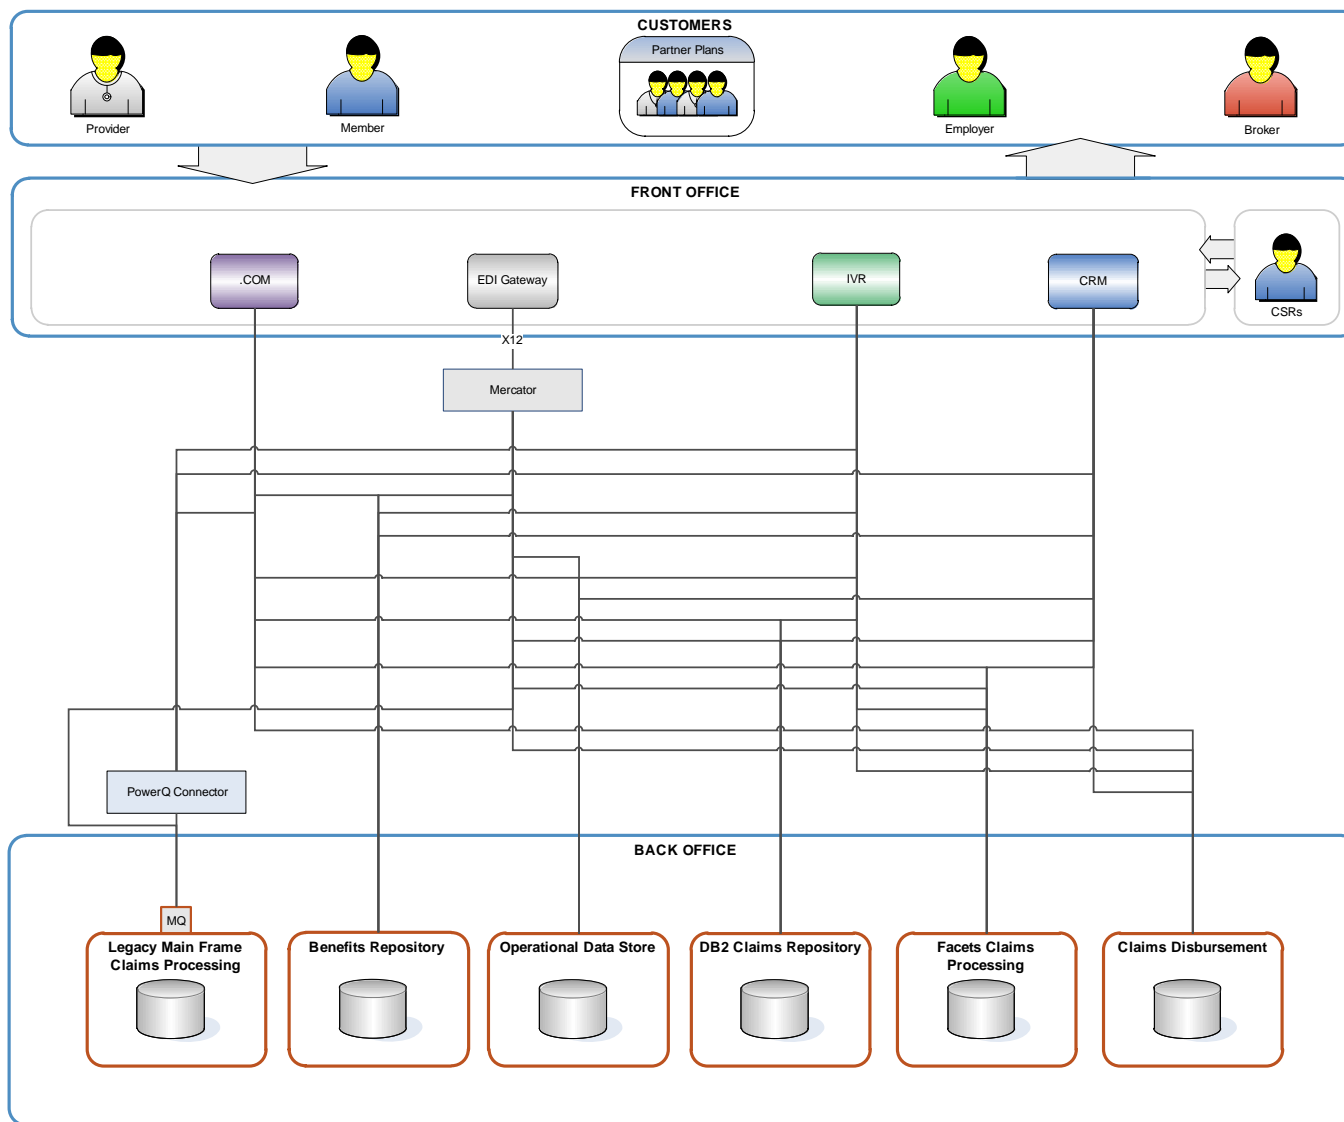 CUSTOMERS
Partner Plans
Provider
Member
Employer
Broker
FRONT OFFICE
.COM
EDI Gateway
IVR
CRM
CSRs
X12
Mercator
PowerQ Connector
BACK OFFICE
MQ
Legacy Main Frame
Claims Processing
Benefits Repository
Operational Data Store
DB2 Claims Repository
Facets Claims
Processing
Claims Disbursement